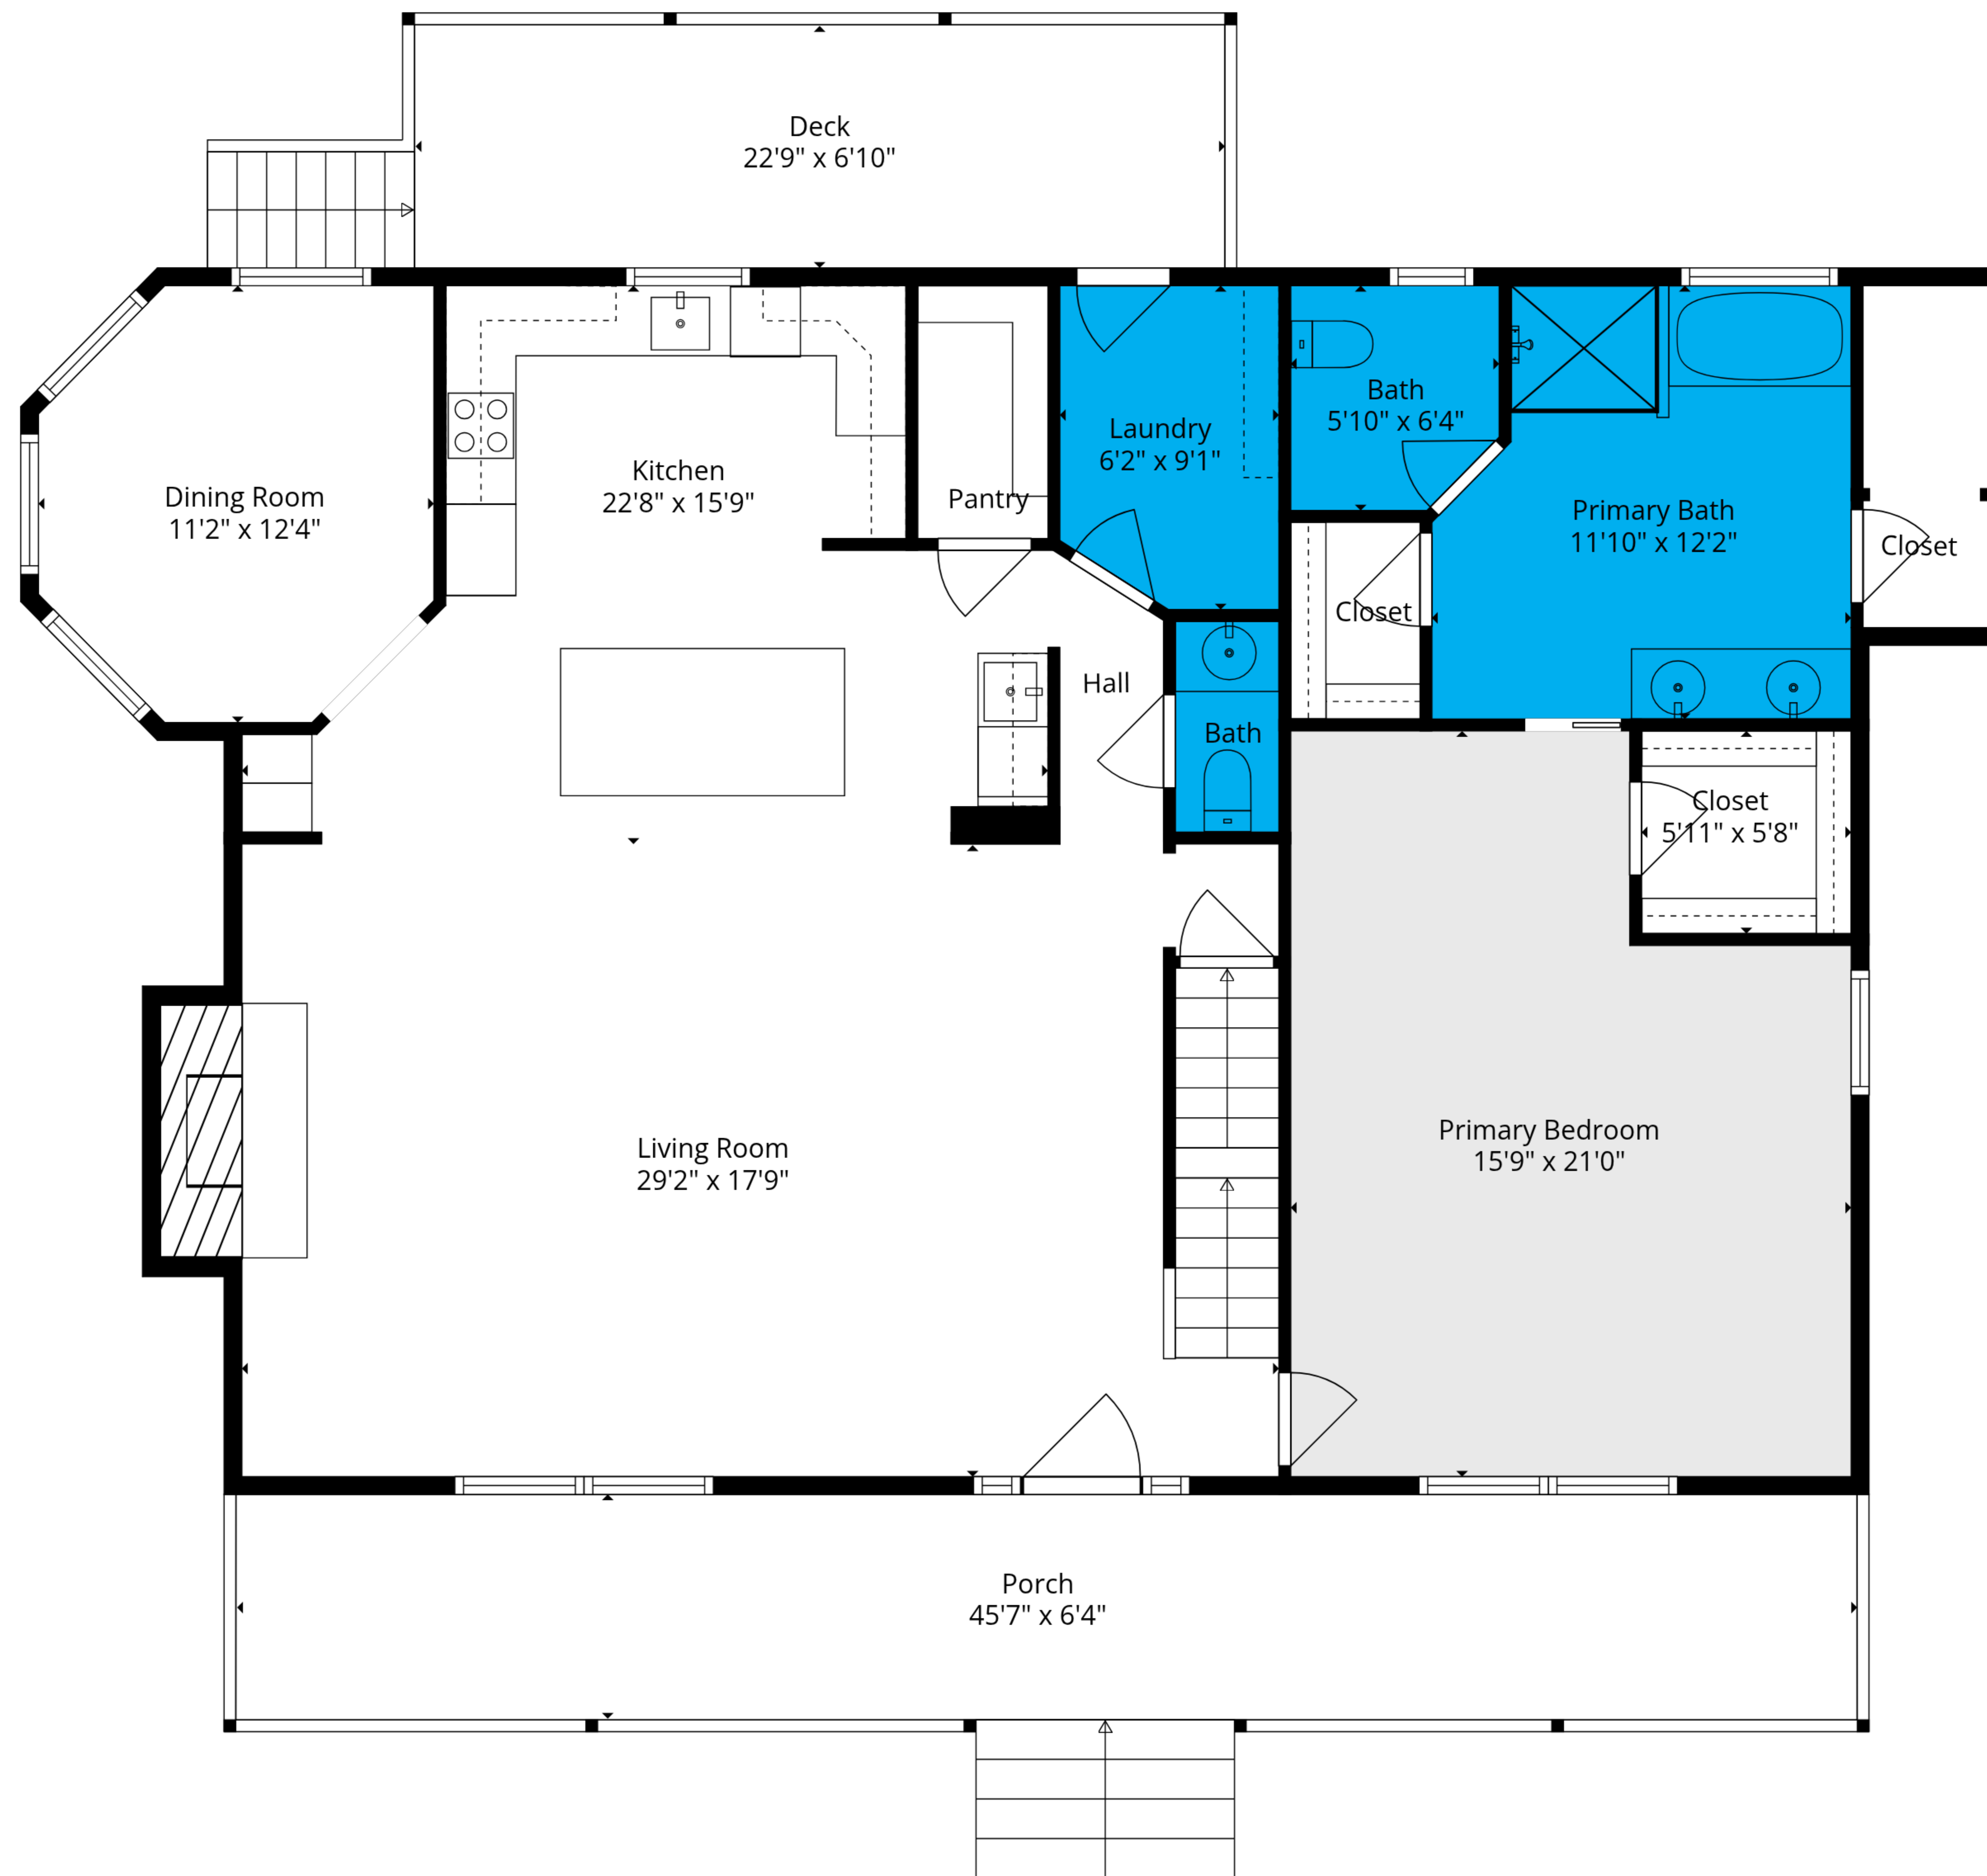 Deck
22'9" x 6'10"
Dining Room
11'2" x 12'4"
Kitchen
22'8" x 15'9"
Pantry
Laundry
6'2" x 9'1"
Bath
5'10" x 6'4"
Primary Bath
11'10" x 12'2"
Closet
Closet
Hall
Bath
Closet
5'11" x 5'8"
Living Room
29'2" x 17'9"
Primary Bedroom
15'9" x 21'0"
Porch
45'7" x 6'4"